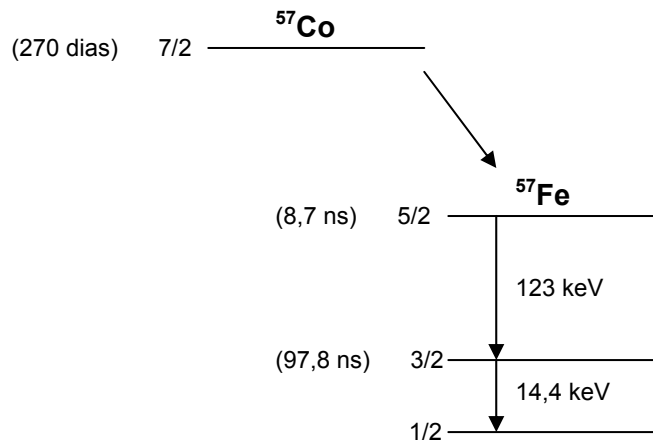 ⁵⁷Co
(270 dias) 7/2
⁵⁷Fe
(8,7 ns) 5/2
123 keV
(97,8 ns) 3/2
14,4 keV
1/2